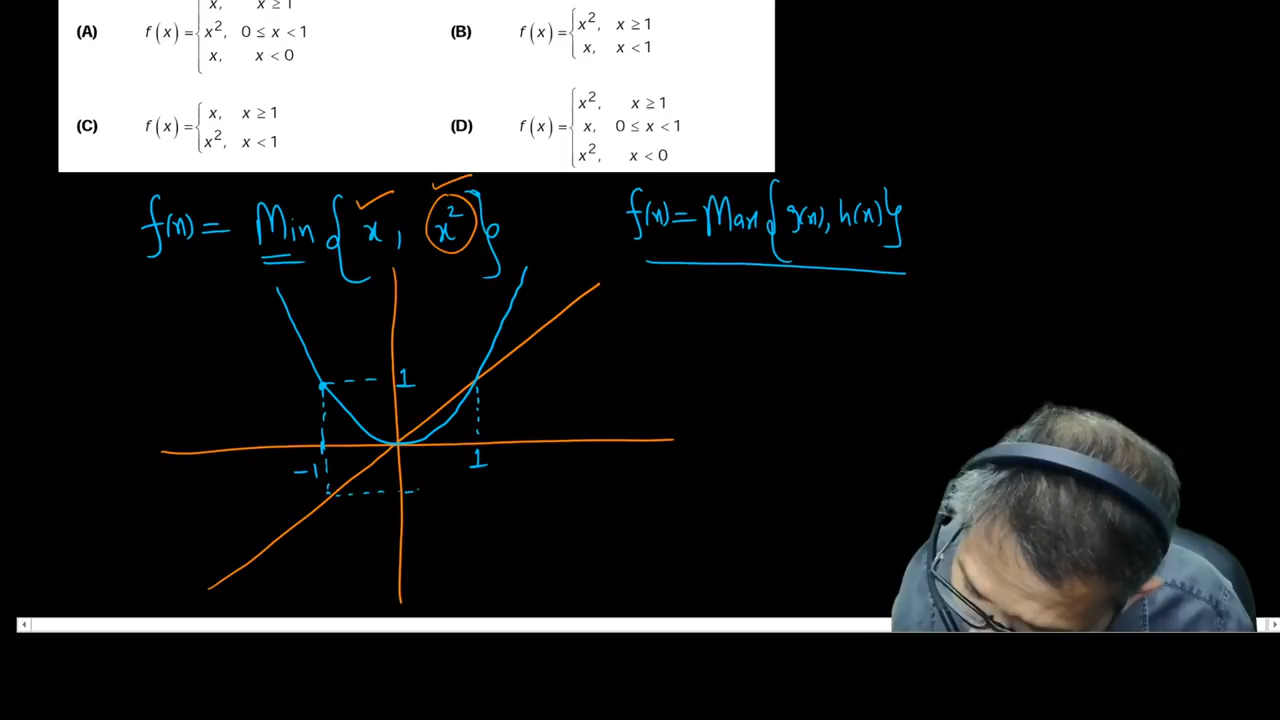 x, x ≥ 1
(A) f(x) = { x², 0 ≤ x < 1
x, x < 0
(B) f(x) = { x², x ≥ 1
x, x < 1
(C) f(x) = { x, x ≥ 1
x², x < 1
(D) f(x) = { x², x ≥ 1
x, 0 ≤ x < 1
x², x < 0
f(x) = Min { x, x² }
f(x) = Max { g(x), h(x) }
1
-1
1